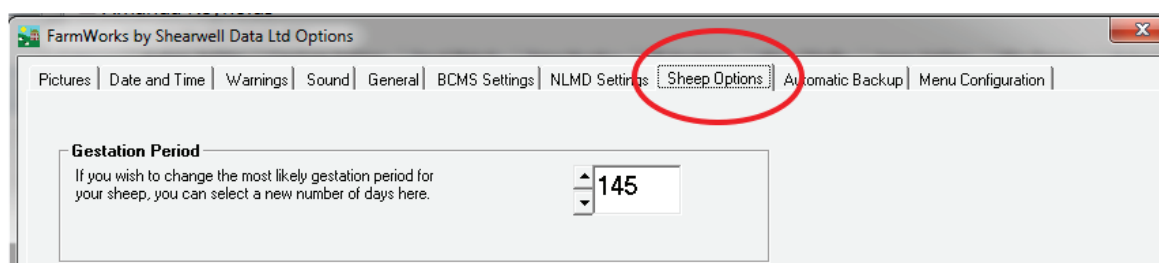 FarmWorks by Shearwell Data Ltd Options
Pictures Date and Time Warnings Sound General BCMS Settings NLMD Settings Sheep Options Automatic Backup Menu Configuration
Gestation Period
If you wish to change the most likely gestation period for
your sheep, you can select a new number of days here.
145